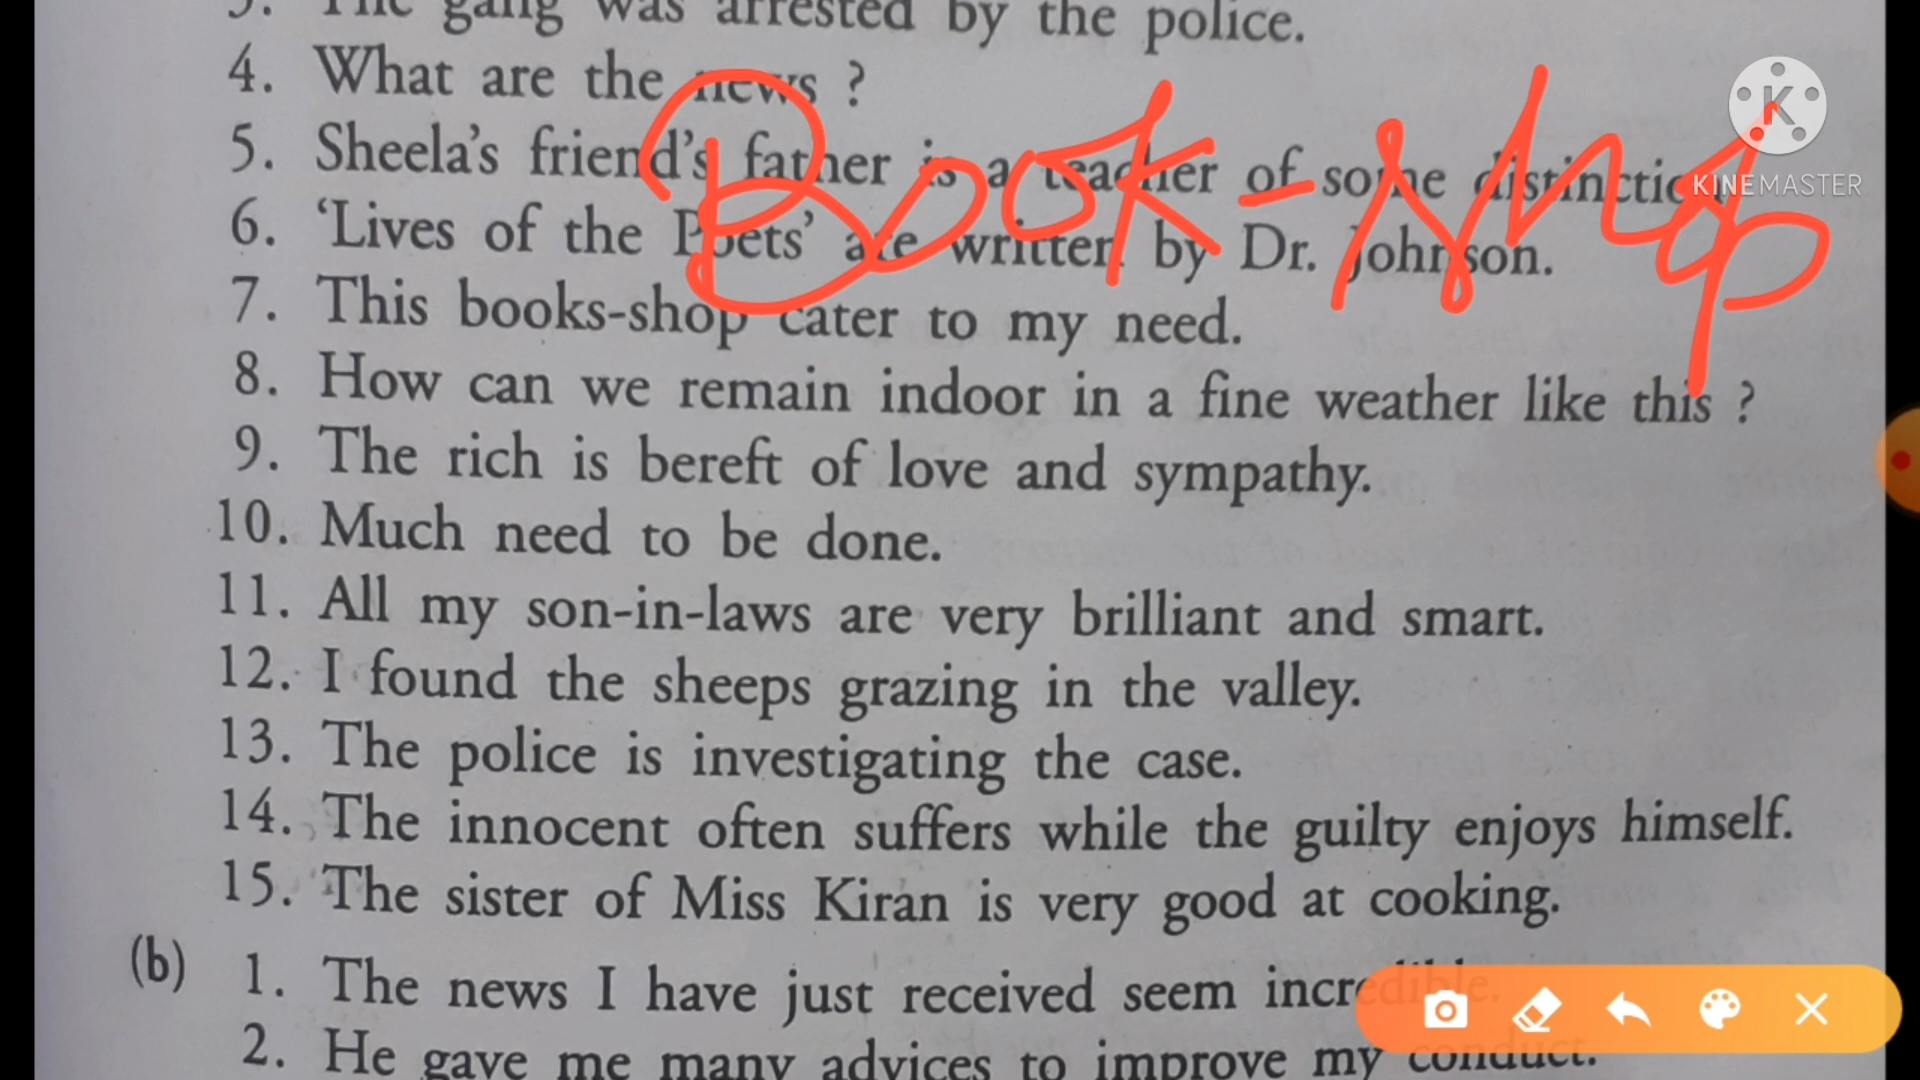 3. The gang was arrested by the police.
4. What are the news ?
5. Sheela's friend's father is a teacher of some distinction
6. 'Lives of the Poets' are written by Dr. Johnson.
7. This books-shop cater to my need.
8. How can we remain indoor in a fine weather like this ?
9. The rich is bereft of love and sympathy.
10. Much need to be done.
11. All my son-in-laws are very brilliant and smart.
12. I found the sheeps grazing in the valley.
13. The police is investigating the case.
14. The innocent often suffers while the guilty enjoys himself.
15. The sister of Miss Kiran is very good at cooking.
(b) 1. The news I have just received seem incredible.
2. He gave me many advices to improve my conduct.
Book-shop
K
KINEMASTER